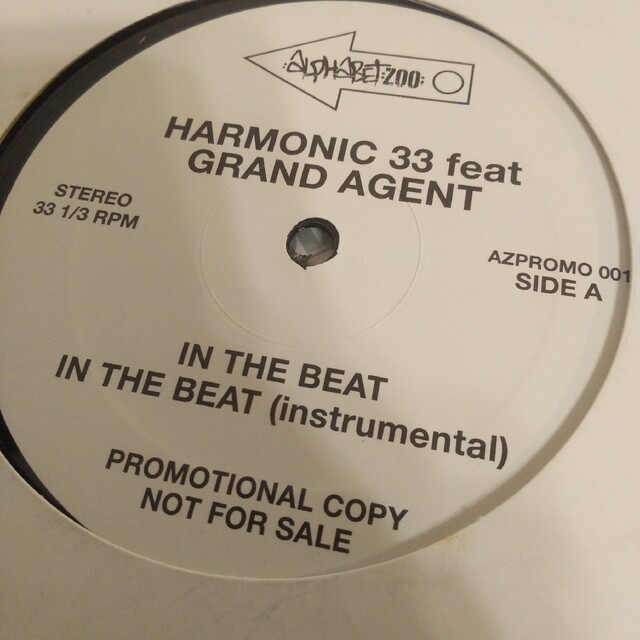 ALPHABET ZOO
HARMONIC 33 feat
GRAND AGENT
STEREO
33 1/3 RPM
AZPROMO 001
SIDE A
IN THE BEAT
IN THE BEAT (instrumental)
PROMOTIONAL COPY
NOT FOR SALE